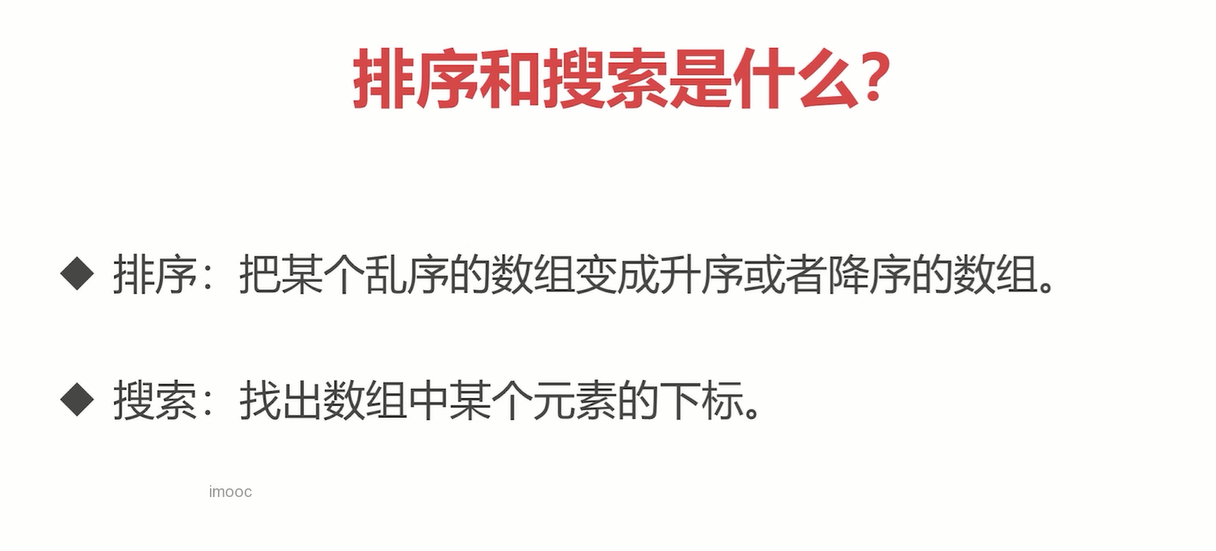 排序和搜索是什么？
◆ 排序：把某个乱序的数组变成升序或者降序的数组。
◆ 搜索：找出数组中某个元素的下标。
imooc